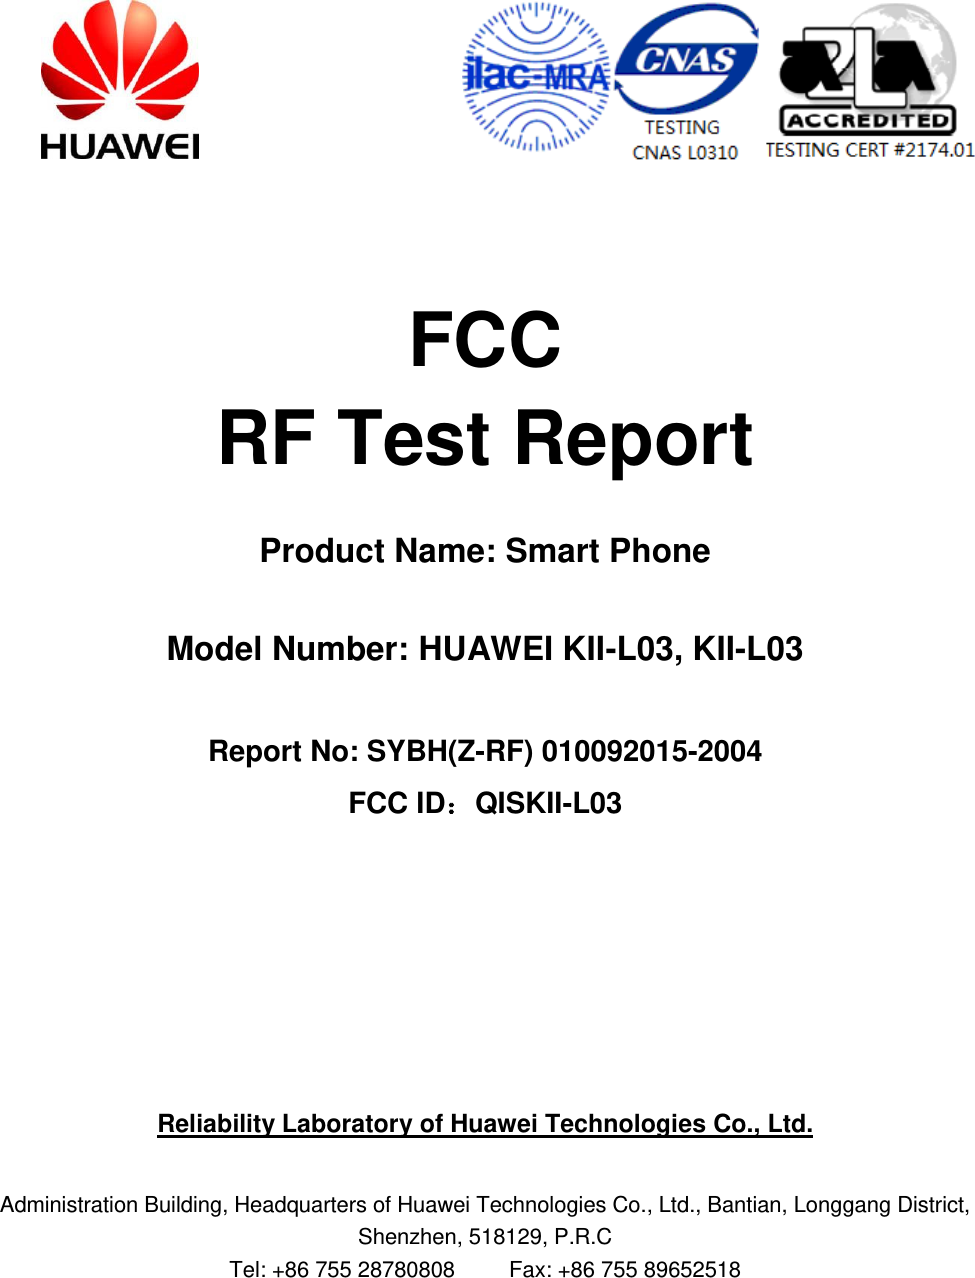 HUAWEI
ilac-MRA
CNAS
TESTING
CNAS L0310
A2LA
ACCREDITED
TESTING CERT #2174.01
FCC
RF Test Report
Product Name: Smart Phone
Model Number: HUAWEI KII-L03, KII-L03
Report No: SYBH(Z-RF) 010092015-2004
FCC ID：QISKII-L03
Reliability Laboratory of Huawei Technologies Co., Ltd.
Administration Building, Headquarters of Huawei Technologies Co., Ltd., Bantian, Longgang District,
Shenzhen, 518129, P.R.C
Tel: +86 755 28780808 Fax: +86 755 89652518